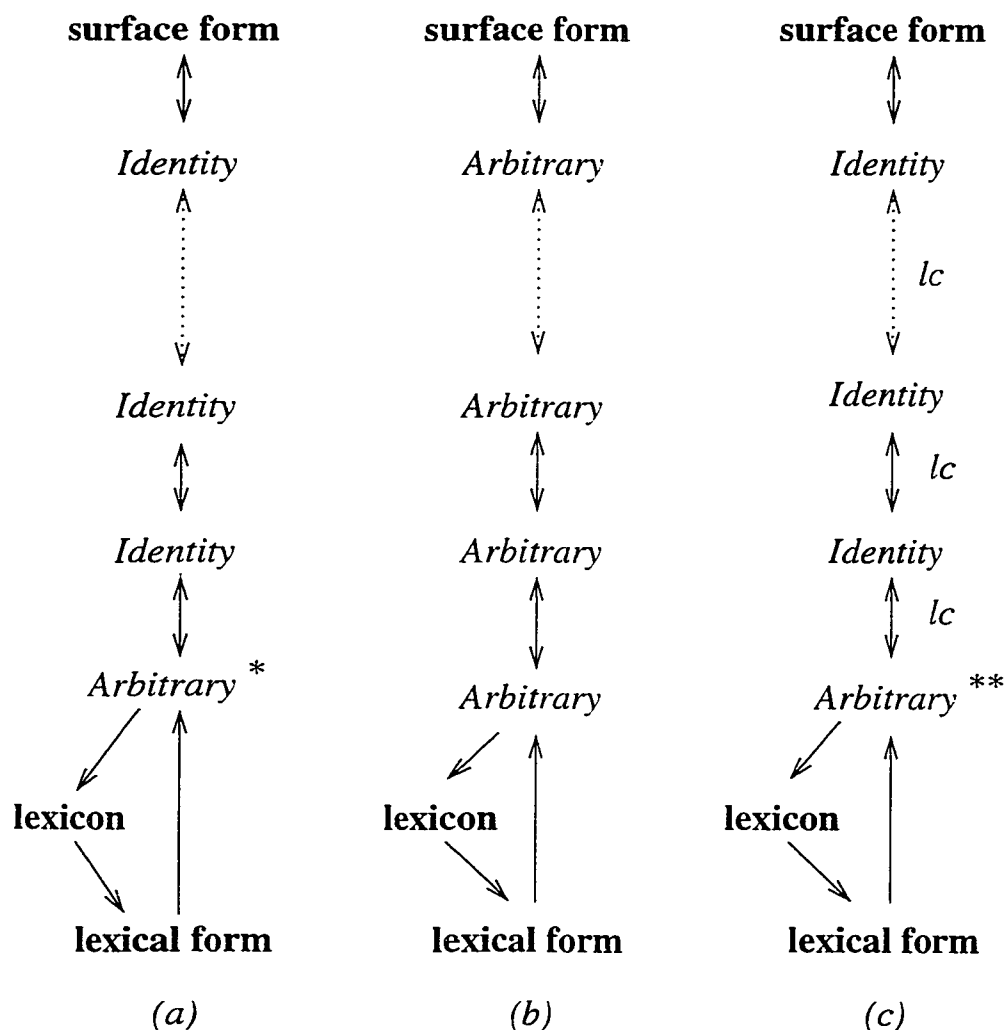 surface form surface form surface form
Identity Arbitrary Identity
lc
Identity Arbitrary Identity
lc
Identity Arbitrary Identity
lc
Arbitrary * Arbitrary Arbitrary **
lexicon lexicon lexicon
lexical form lexical form lexical form
(a) (b) (c)